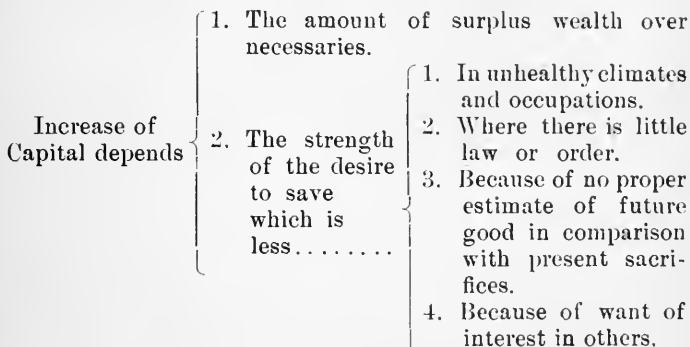 Increase of
Capital depends
1. The amount of surplus wealth over
necessaries.
2. The strength
of the desire
to save
which is
less........
1. In unhealthy climates
and occupations.
2. Where there is little
law or order.
3. Because of no proper
estimate of future
good in comparison
with present sacri-
fices.
4. Because of want of
interest in others.